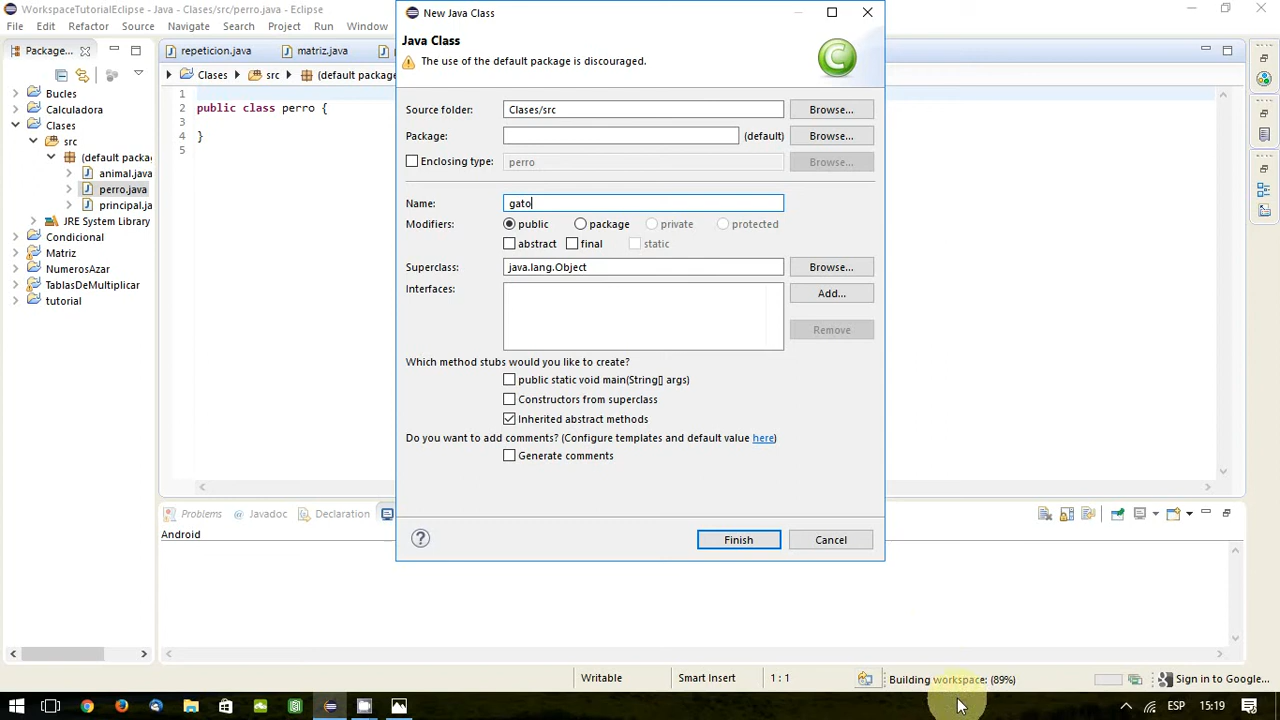 WorkspaceTutorialEclipse - Clases/src/perro.java - Eclipse
File Edit Source Refactor Navigate Search Project Run Window
Package...
repeticion.java
matriz.java
Clases
src
(default package
Bucles
Calculadora
Clases
src
(default packag
animal.java
perro.java
principal.ja
JRE System Library
Condicional
Matriz
NumerosAzar
TablasDeMultiplicar
tutorial
1
2 public class perro {
3
4 }
5
New Java Class
Java Class
The use of the default package is discouraged.
Source folder: Clases/src Browse...
Package: (default) Browse...
Enclosing type: perro Browse...
Name: gato
Modifiers: public package private protected
abstract final static
Superclass: java.lang.Object Browse...
Interfaces: Add...
Remove
Which method stubs would you like to create?
public static void main(String[] args)
Constructors from superclass
Inherited abstract methods
Do you want to add comments? (Configure templates and default value here)
Generate comments
Finish Cancel
Problems @ Javadoc Declaration
Android
Writable Smart Insert 1 : 1 Building workspace: (89%) Sign in to Google...
ESP 15:19